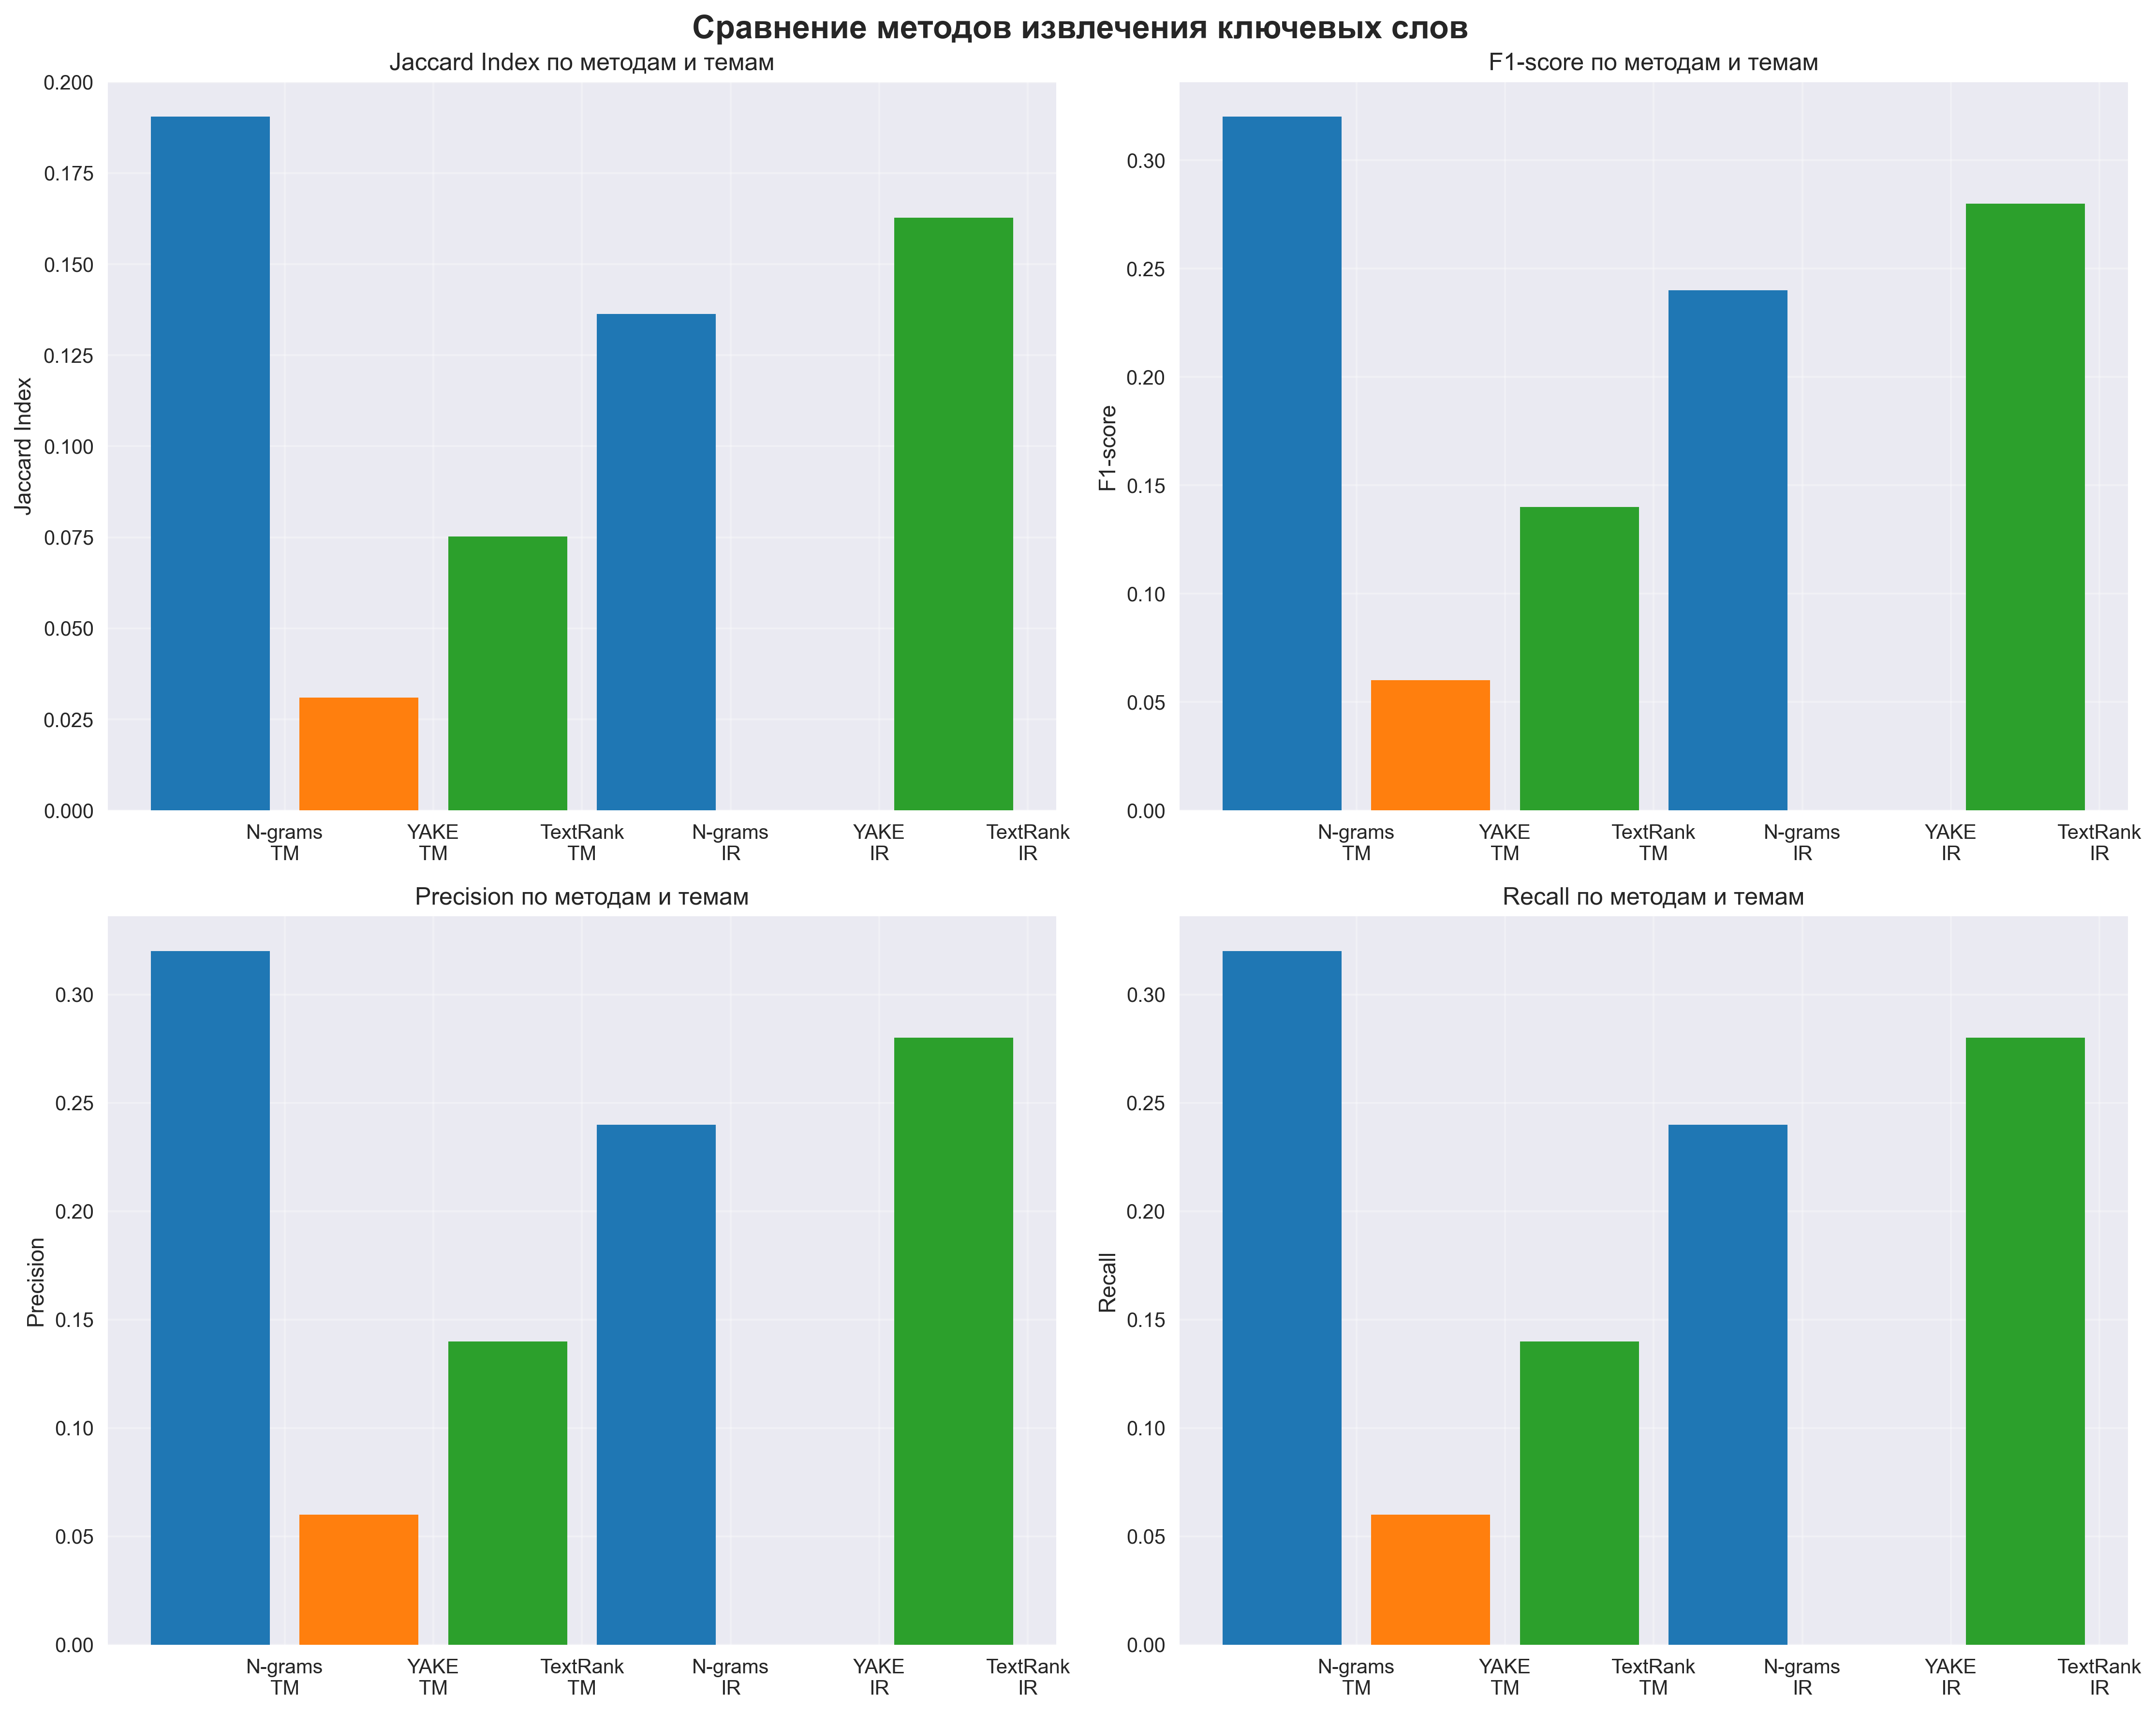 Сравнение методов извлечения ключевых слов
Jaccard Index по методам и темам
Jaccard Index
0.200
0.175
0.150
0.125
0.100
0.075
0.050
0.025
0.000
N-grams YAKE TextRank N-grams YAKE TextRank
TM TM TM IR IR IR
F1-score по методам и темам
F1-score
0.30
0.25
0.20
0.15
0.10
0.05
0.00
N-grams YAKE TextRank N-grams YAKE TextRank
TM TM TM IR IR IR
Precision по методам и темам
Precision
0.30
0.25
0.20
0.15
0.10
0.05
0.00
N-grams YAKE TextRank N-grams YAKE TextRank
TM TM TM IR IR IR
Recall по методам и темам
Recall
0.30
0.25
0.20
0.15
0.10
0.05
0.00
N-grams YAKE TextRank N-grams YAKE TextRank
TM TM TM IR IR IR